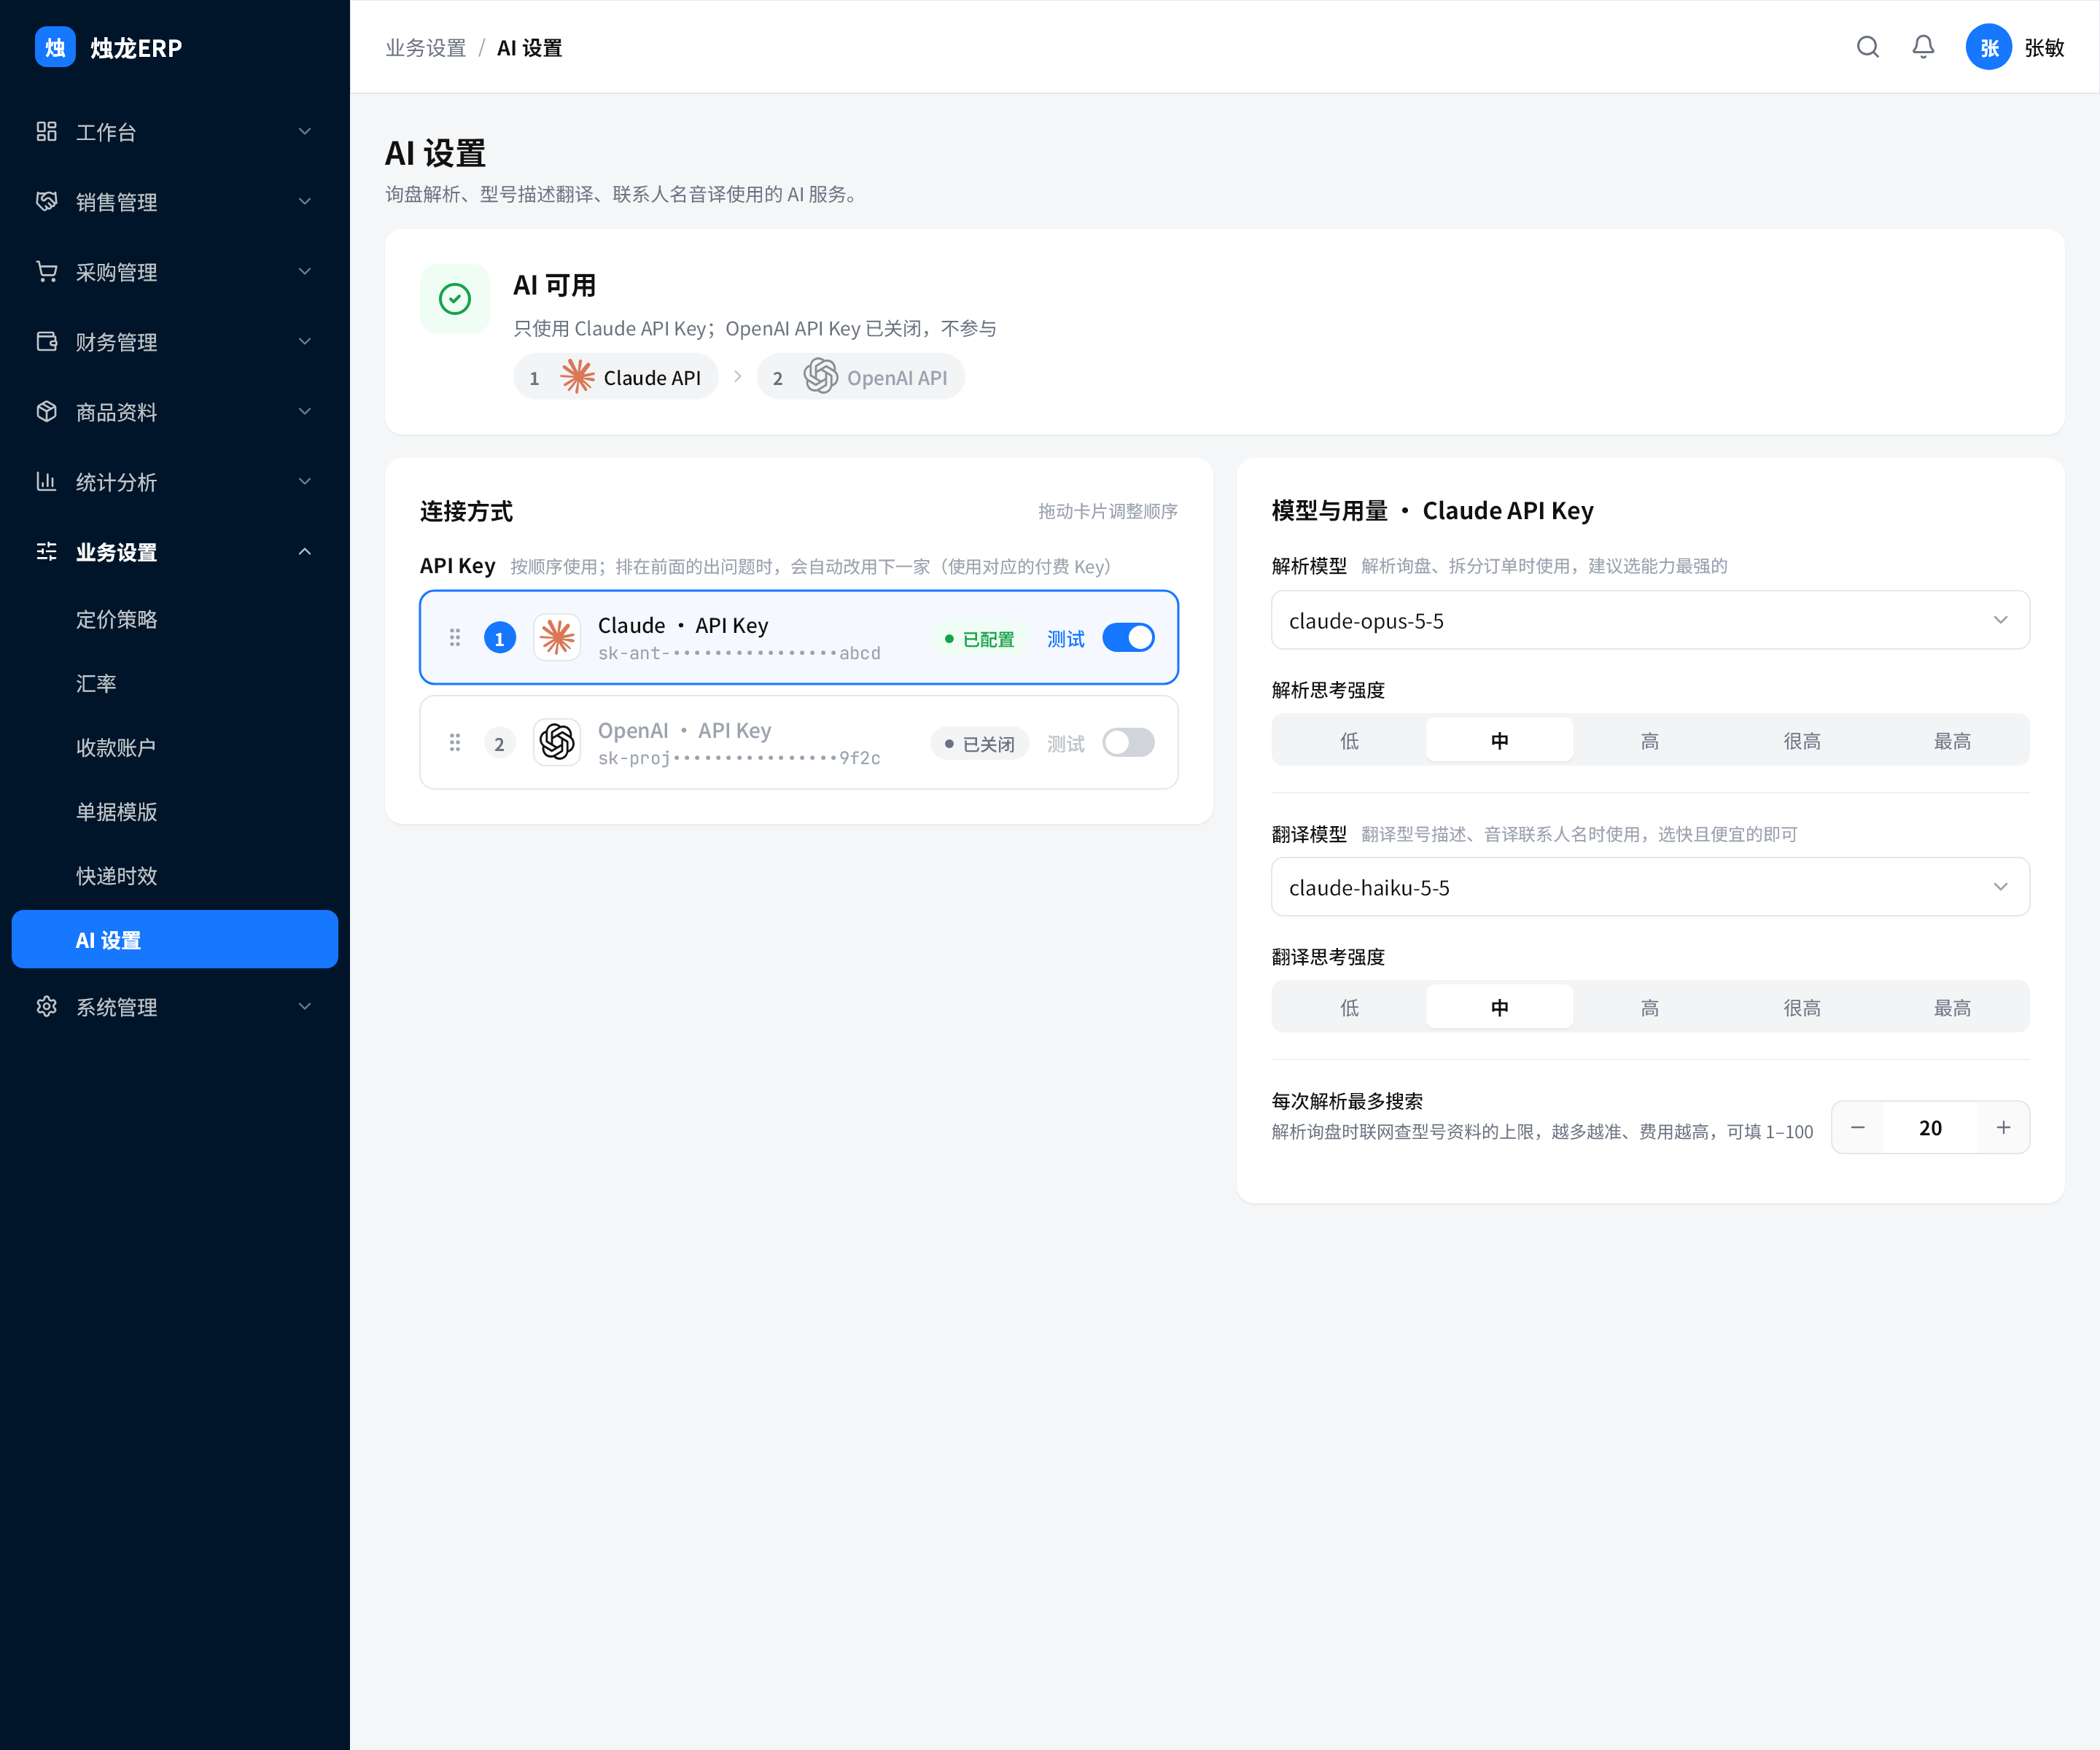 烛 烛龙ERP
工作台
销售管理
采购管理
财务管理
商品资料
统计分析
业务设置
定价策略
汇率
收款账户
单据模版
快递时效
AI 设置
系统管理
业务设置 / AI 设置
张 张敏
AI 设置
询盘解析、型号描述翻译、联系人名音译使用的 AI 服务。
AI 可用
只使用 Claude API Key；OpenAI API Key 已关闭，不参与
1 Claude API > 2 OpenAI API
连接方式 拖动卡片调整顺序
API Key 按顺序使用；排在前面的出问题时，会自动改用下一家（使用对应的付费 Key）
1 Claude · API Key 已配置 测试
sk-ant-•••••••••••••••abcd
2 OpenAI · API Key 已关闭 测试
sk-proj•••••••••••••••9f2c
模型与用量 · Claude API Key
解析模型 解析询盘、拆分订单时使用，建议选能力最强的
claude-opus-5-5
解析思考强度
低 中 高 很高 最高
翻译模型 翻译型号描述、音译联系人名时使用，选快且便宜的即可
claude-haiku-5-5
翻译思考强度
低 中 高 很高 最高
每次解析最多搜索
解析询盘时联网查型号资料的上限，越多越准、费用越高，可填 1–100
− 20 +